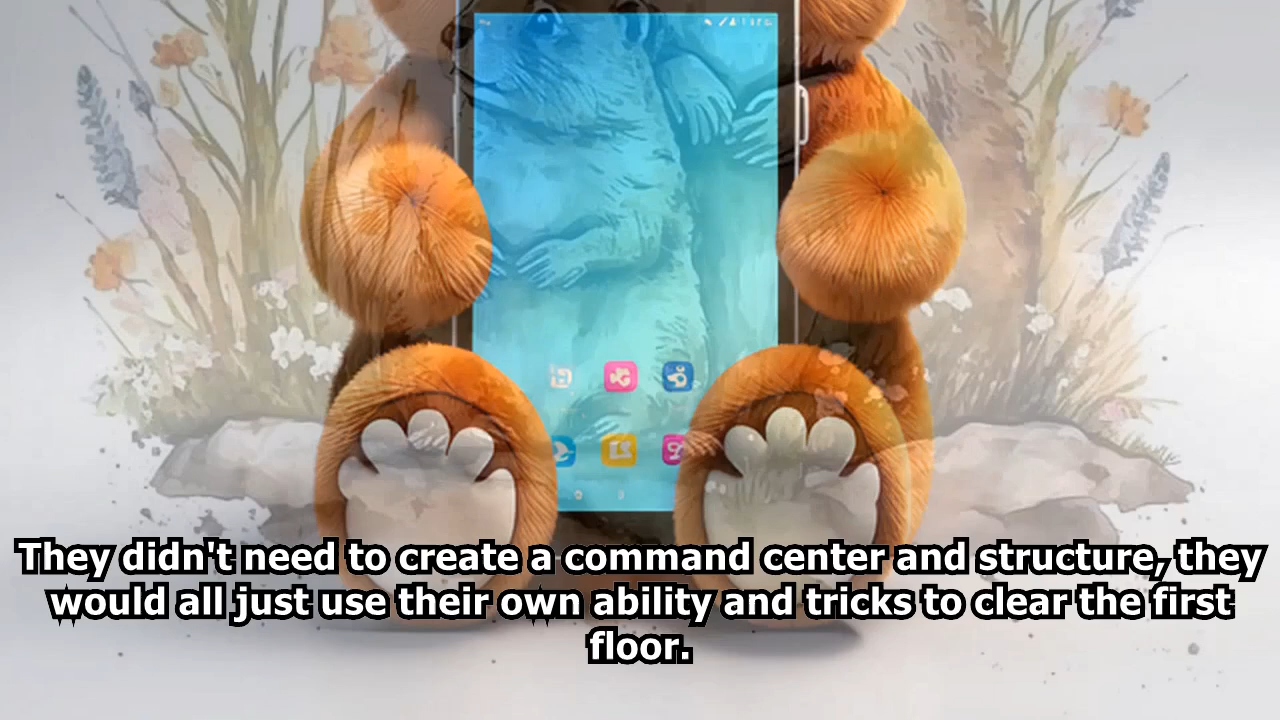 They didn't need to create a command center and structure, they
would all just use their own ability and tricks to clear the first
floor.